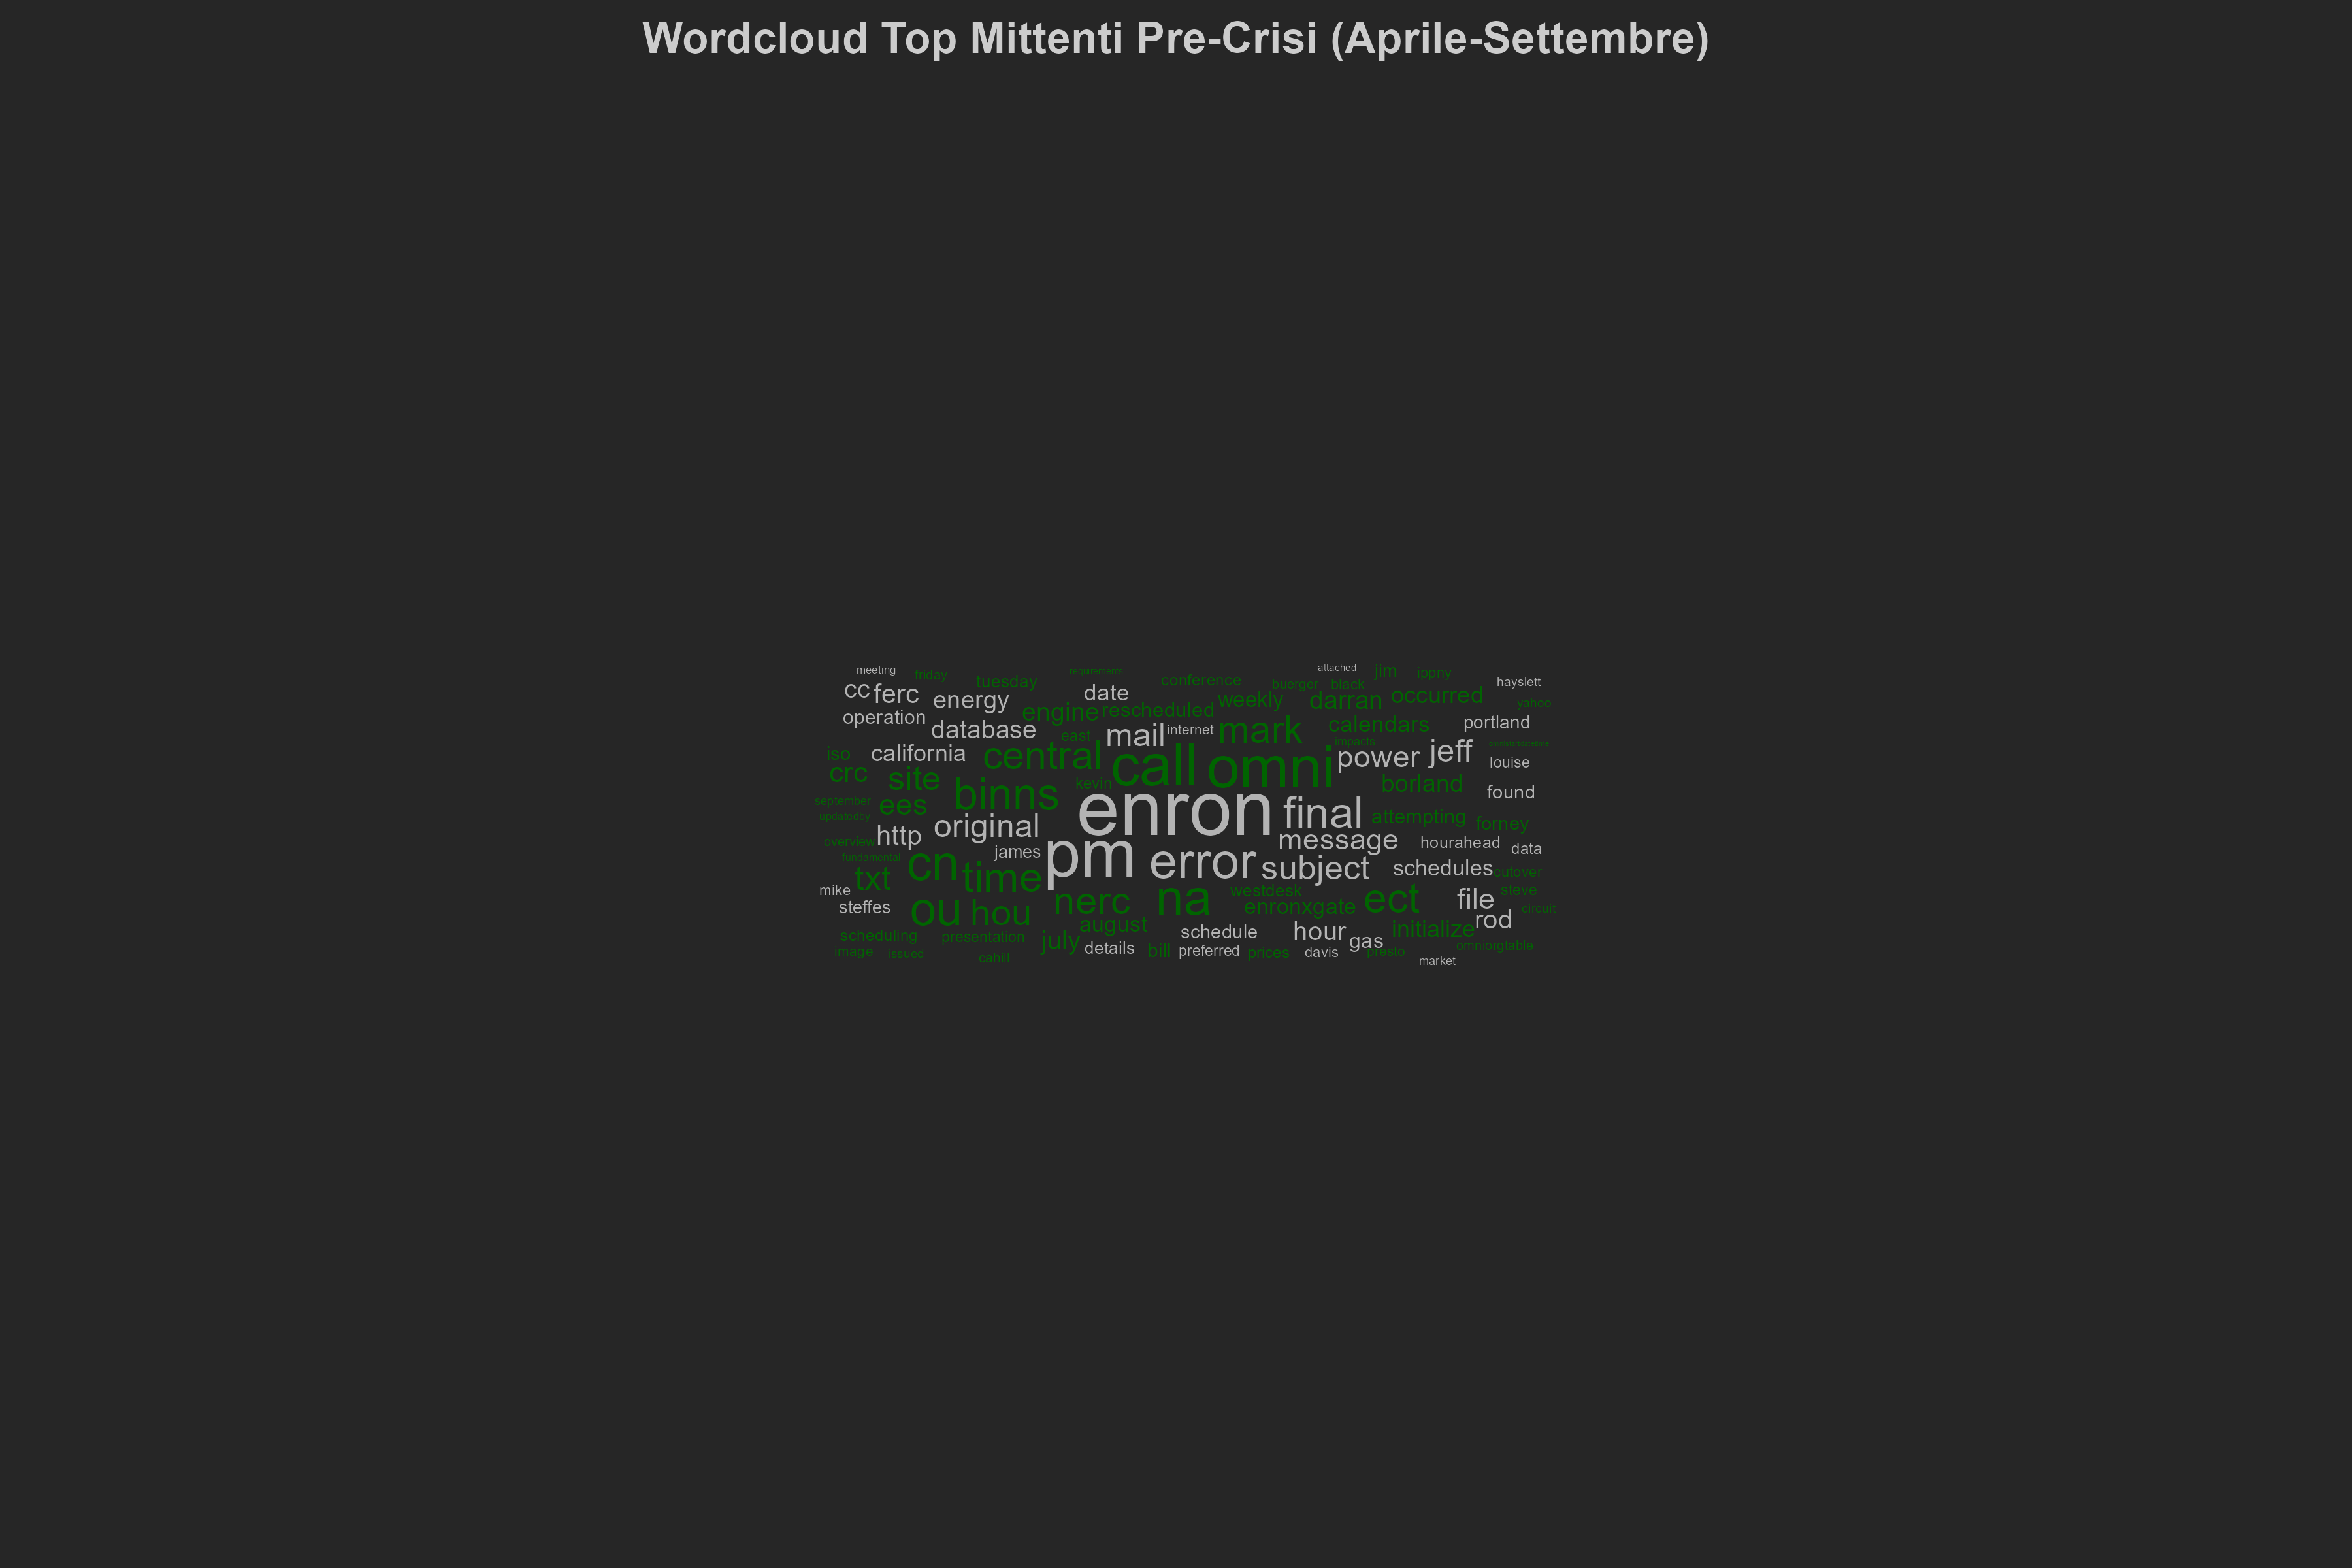 Wordcloud Top Mittenti Pre-Crisi (Aprile-Settembre)
meeting friday tuesday requirements conference attached jim ippny
cc ferc energy date buerger black hayslett
operation engine rescheduled weekly darran occurred yahoo
database mail internet mark calendars portland
iso california central east call omni impacts power jeff louise
crc site binns kevin borland found
september ees enron final attempting forney
updatedby http original message hourahead data
overview fundamental james pm error subject schedules cutover
txt cn time westdesk steve
mike steffes ou hou nerc na enronxgate ect file rod circuit
scheduling presentation july august schedule hour gas initialize omniorgtable
image issued cahill details bill preferred prices davis presto market